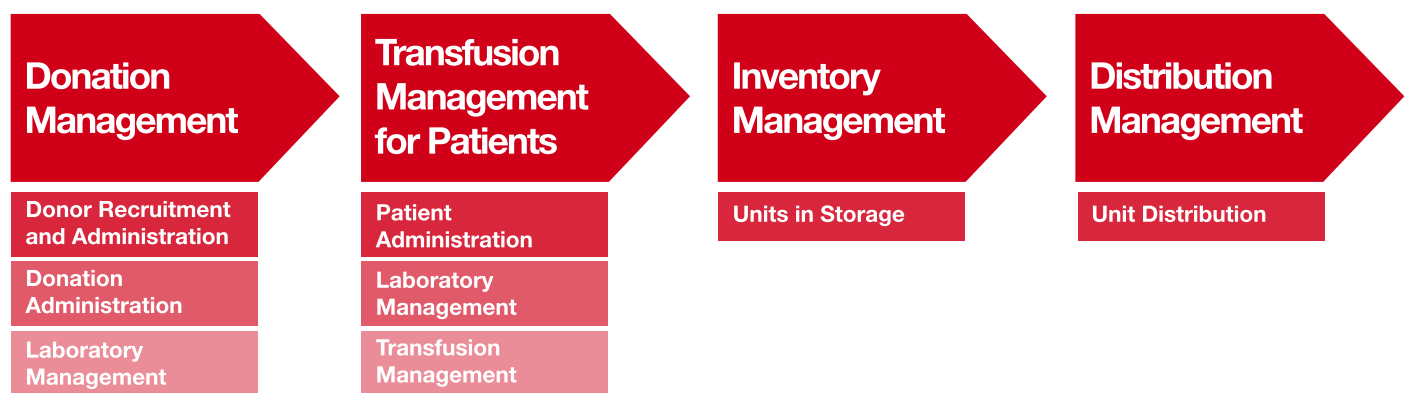 Donation
Management
Donor Recruitment
and Administration
Donation
Administration
Laboratory
Management
Transfusion
Management
for Patients
Patient
Administration
Laboratory
Management
Transfusion
Management
Inventory
Management
Units in Storage
Distribution
Management
Unit Distribution